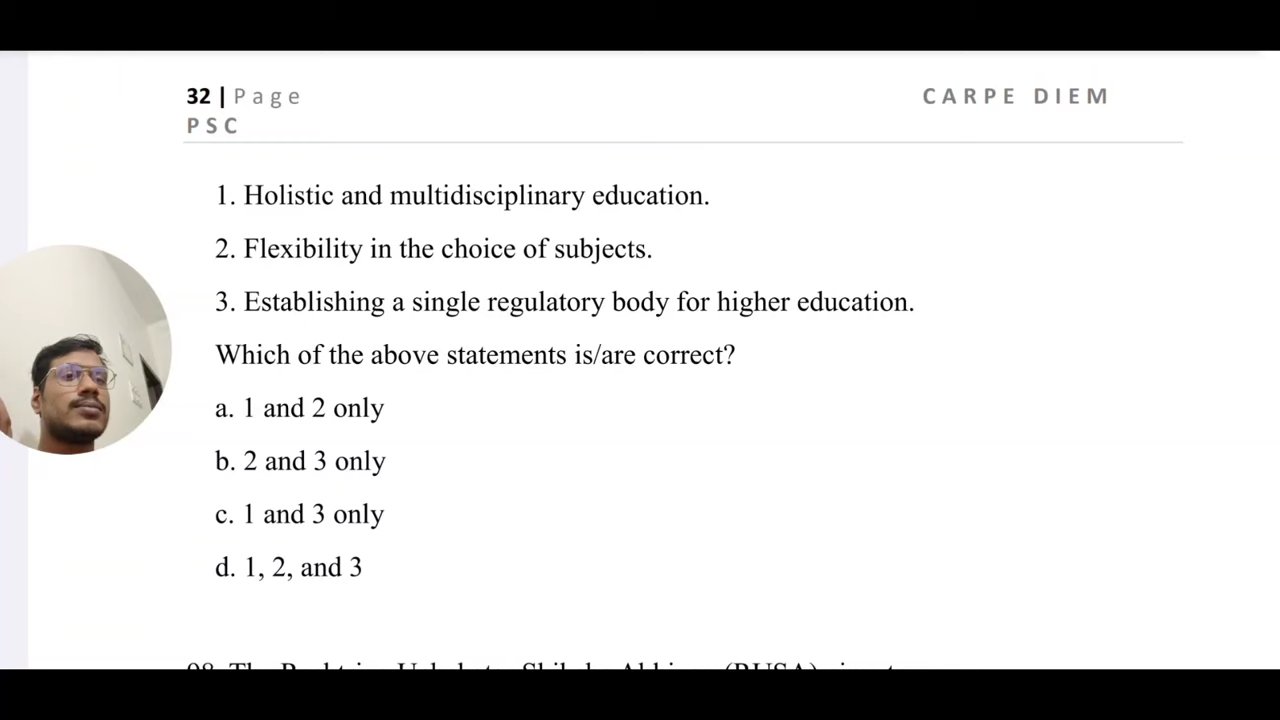 32 | Page CARPE DIEM
PSC
1. Holistic and multidisciplinary education.
2. Flexibility in the choice of subjects.
3. Establishing a single regulatory body for higher education.
Which of the above statements is/are correct?
a. 1 and 2 only
b. 2 and 3 only
c. 1 and 3 only
d. 1, 2, and 3